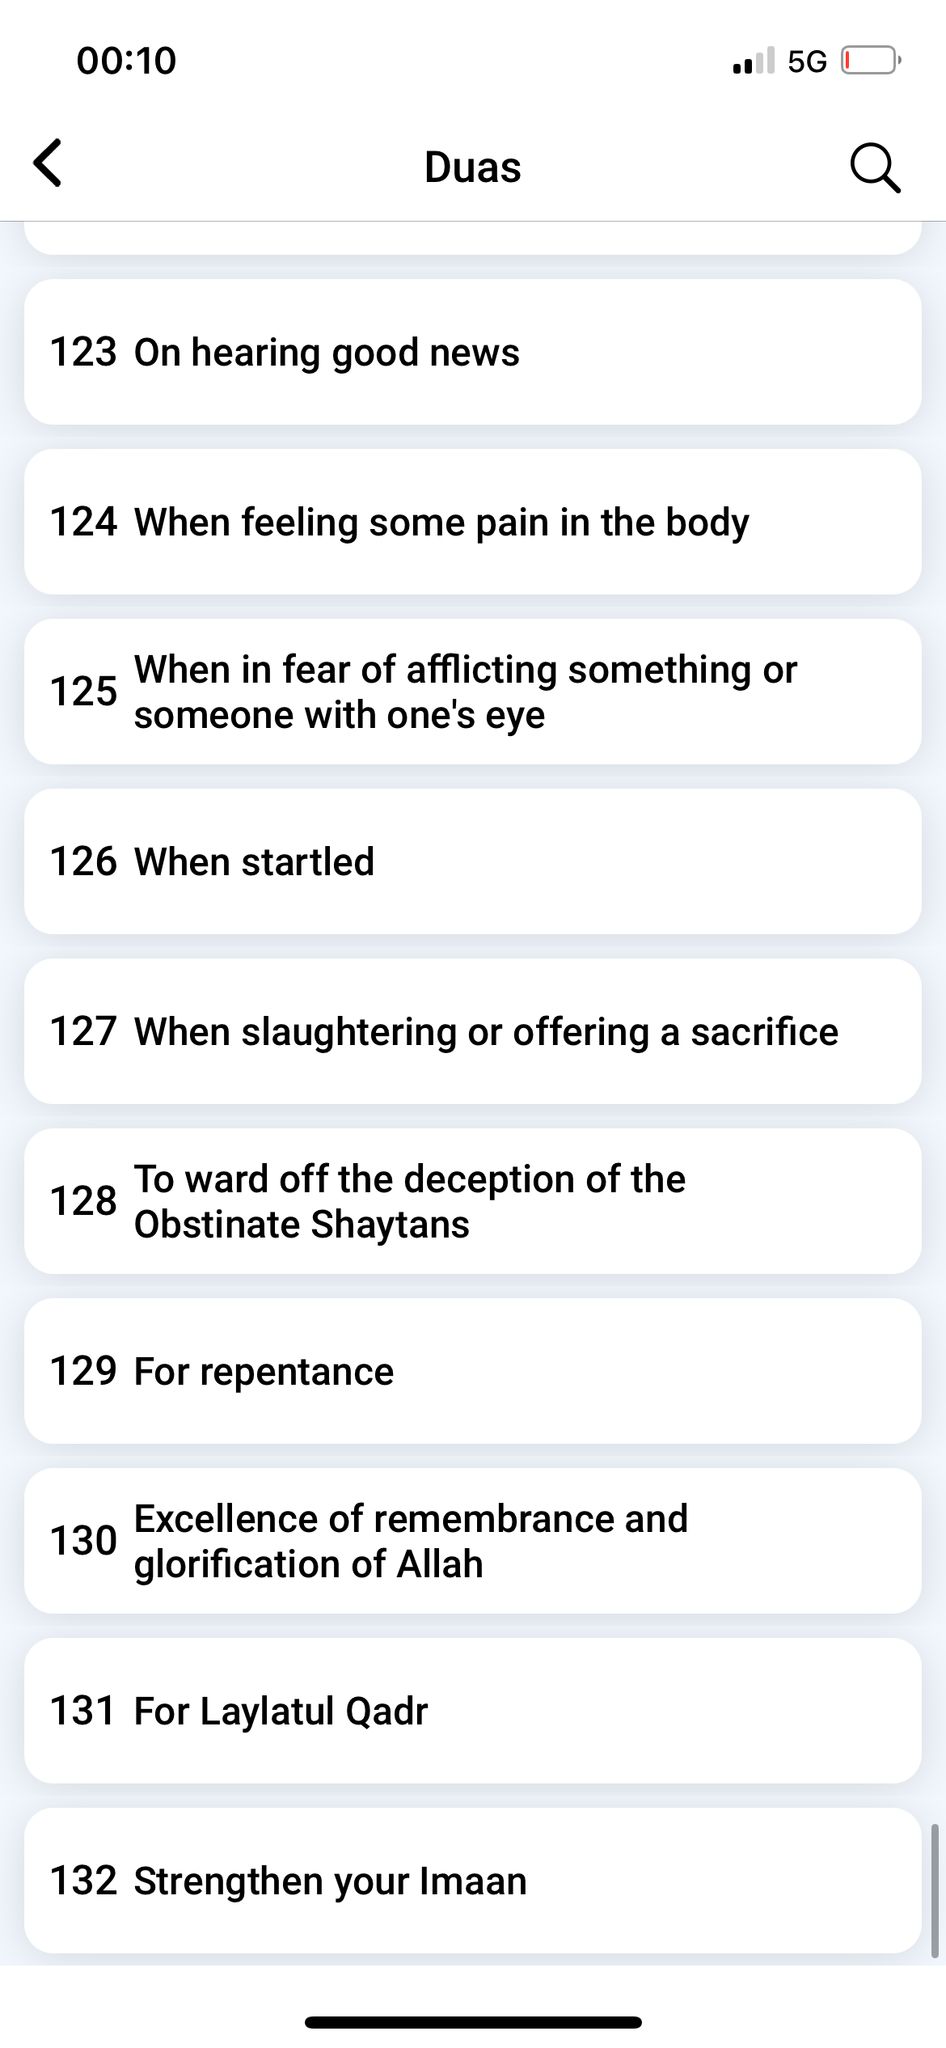 00:10
5G
Duas
123 On hearing good news
124 When feeling some pain in the body
125 When in fear of afflicting something or
someone with one's eye
126 When startled
127 When slaughtering or offering a sacrifice
128 To ward off the deception of the
Obstinate Shaytans
129 For repentance
130 Excellence of remembrance and
glorification of Allah
131 For Laylatul Qadr
132 Strengthen your Imaan